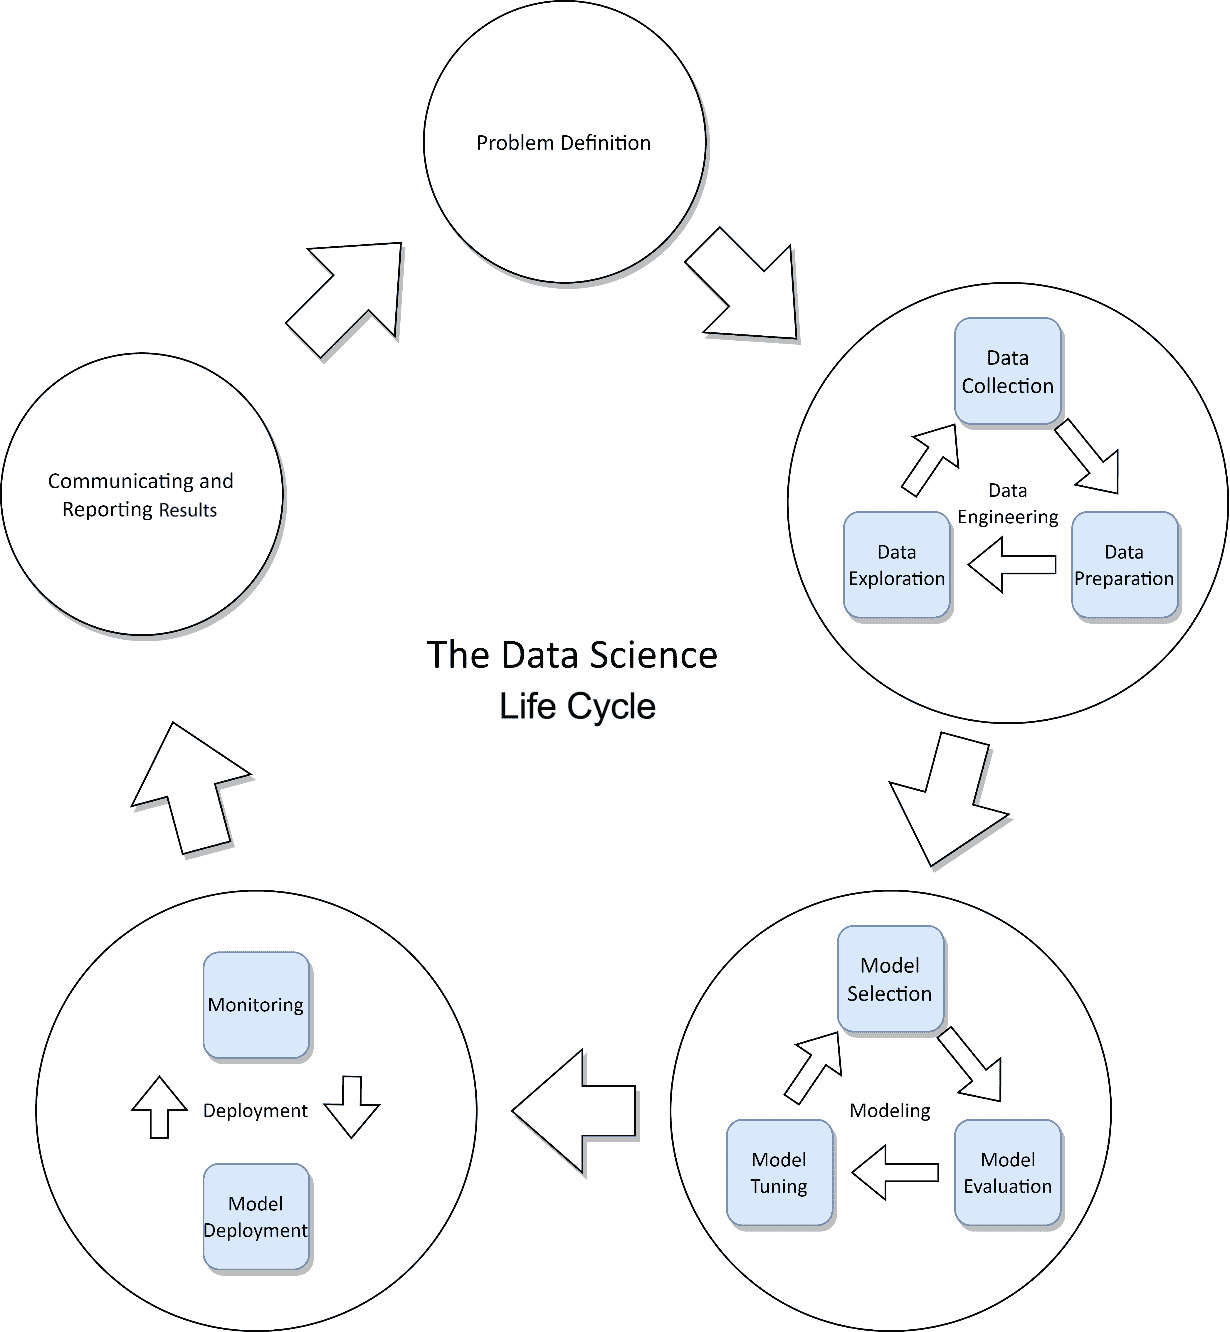 Problem Definition
Data
Collection
Data
Engineering
Data
Exploration
Data
Preparation
Communicating and
Reporting Results
The Data Science
Life Cycle
Model
Selection
Modeling
Model
Tuning
Model
Evaluation
Monitoring
Deployment
Model
Deployment